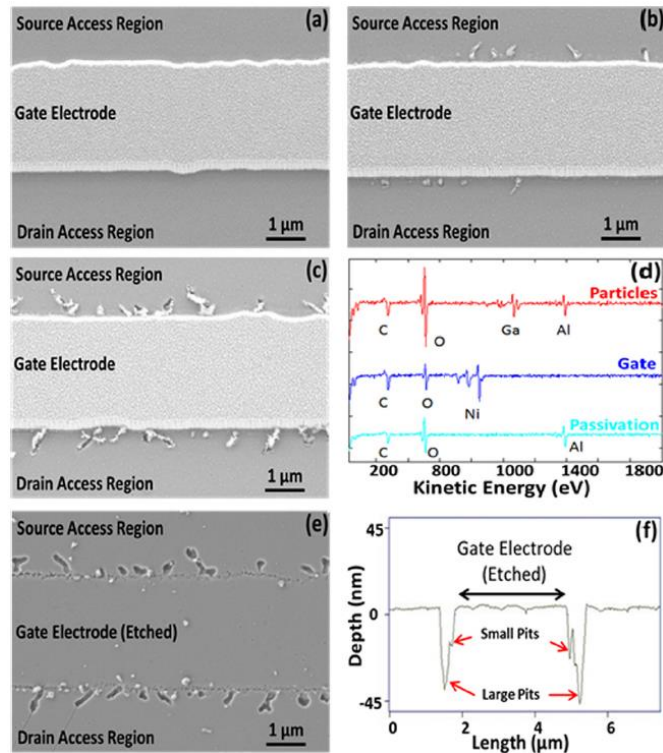 (a)
Source Access Region
Gate Electrode
Drain Access Region
1 μm
(b)
Source Access Region
Gate Electrode
Drain Access Region
1 μm
(c)
Source Access Region
Gate Electrode
Drain Access Region
1 μm
(d)
Particles
C
O
Ga
Al
Gate
C
O
Ni
Passivation
C
O
Al
200 600 800 1000 1400 1800
Kinetic Energy (eV)
(e)
Source Access Region
Gate Electrode (Etched)
Drain Access Region
1 μm
(f)
45
0
-45
Depth (nm)
Gate Electrode
(Etched)
Small Pits
Large Pits
0 2 4 6
Length (μm)